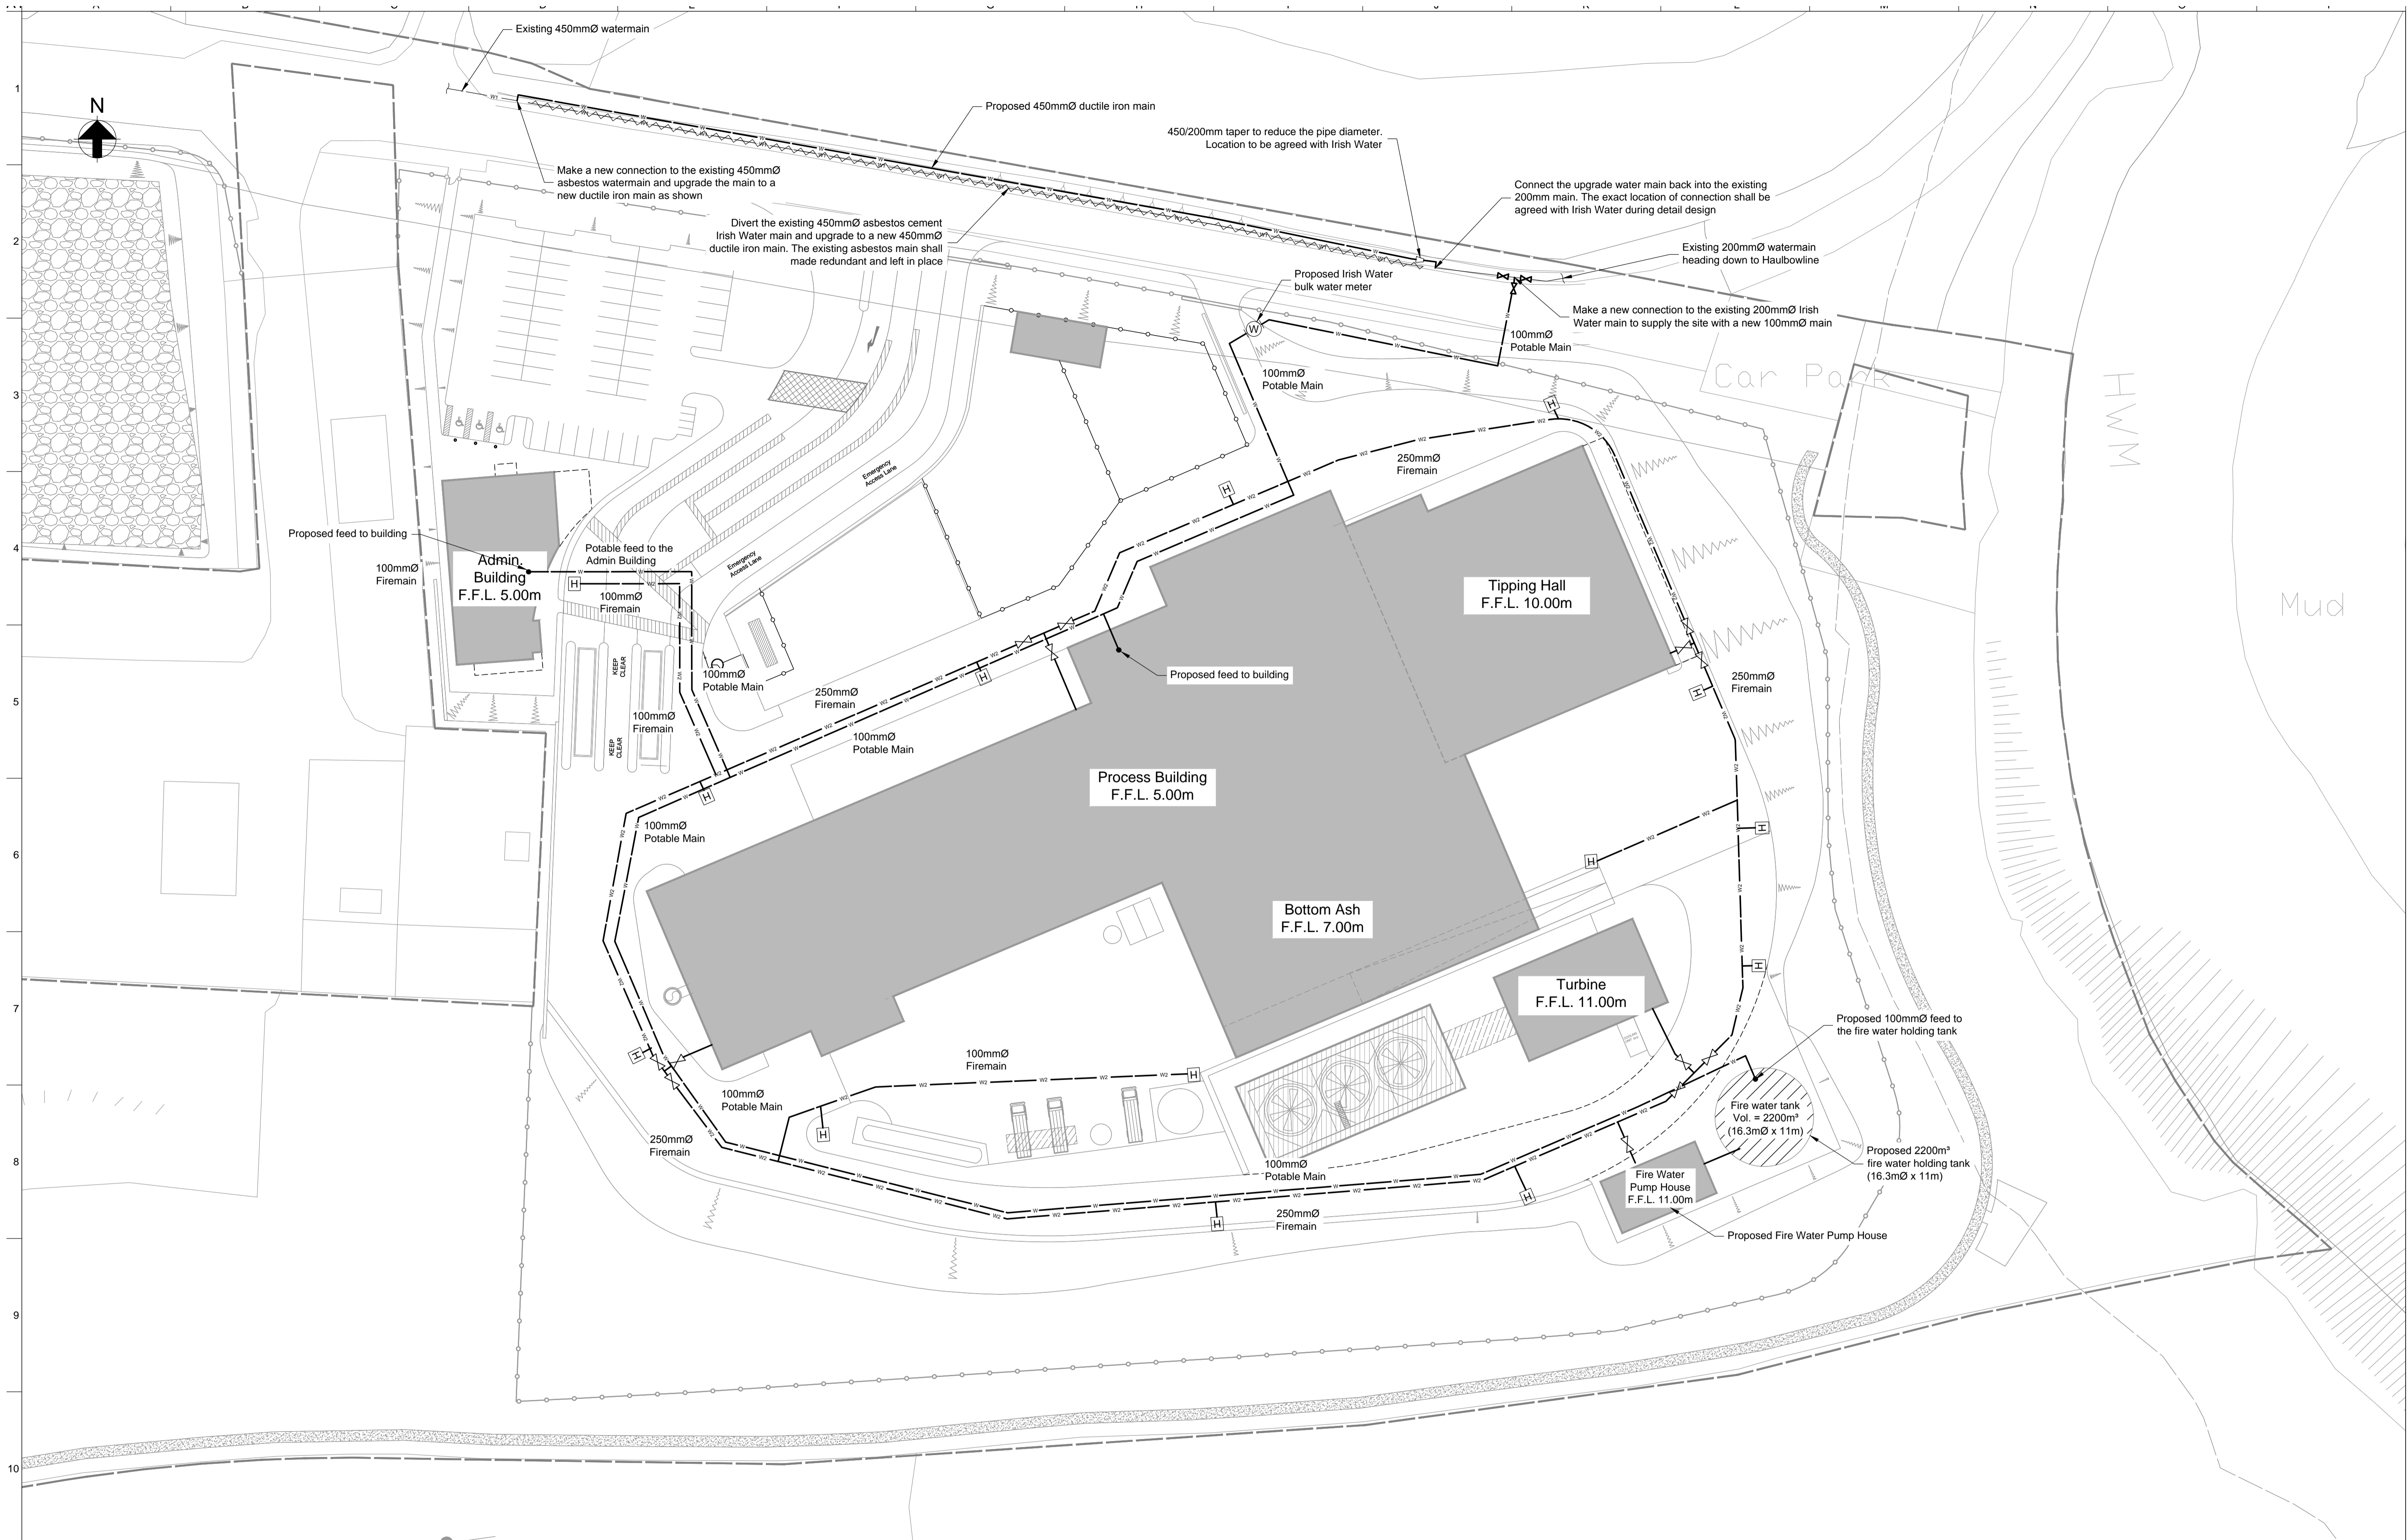 Existing 450mmØ watermain
1
N
Proposed 450mmØ ductile iron main
450/200mm taper to reduce the pipe diameter.
Location to be agreed with Irish Water
Make a new connection to the existing 450mmØ
asbestos watermain and upgrade the main to a
new ductile iron main as shown
Connect the upgrade water main back into the existing
200mm main. The exact location of connection shall be
agreed with Irish Water during detail design
Divert the existing 450mmØ asbestos cement
Irish Water main and upgrade to a new 450mmØ
ductile iron main. The existing asbestos main shall
made redundant and left in place
2
Existing 200mmØ watermain
heading down to Haulbowline
Proposed Irish Water
bulk water meter
W
Make a new connection to the existing 200mmØ Irish
Water main to supply the site with a new 100mmØ main
100mmØ
Potable Main
100mmØ
Potable Main
Car Park
HWM
3
H
250mmØ
Firemain
Emergency
Access Lane
H
Proposed feed to building
4
Admin.
Building
F.F.L. 5.00m
Potable feed to the
Admin Building
Emergency
Access Lane
100mmØ
Firemain
H
100mmØ
Firemain
Tipping Hall
F.F.L. 10.00m
Mud
KEEP
CLEAR
100mmØ
Potable Main
H
Proposed feed to building
250mmØ
Firemain
H
250mmØ
Firemain
5
100mmØ
Firemain
100mmØ
Potable Main
KEEP
CLEAR
Process Building
F.F.L. 5.00m
H
100mmØ
Potable Main
H
6
H
Bottom Ash
F.F.L. 7.00m
H
Turbine
F.F.L. 11.00m
7
Proposed 100mmØ feed to
the fire water holding tank
H
100mmØ
Firemain
H
100mmØ
Potable Main
Fire water tank
Vol. = 2200m³
(16.3mØ x 11m)
H
250mmØ
Firemain
8
100mmØ
Potable Main
Proposed 2200m³
fire water holding tank
(16.3mØ x 11m)
Fire Water
Pump House
F.F.L. 11.00m
H
H
250mmØ
Firemain
Proposed Fire Water Pump House
9
10